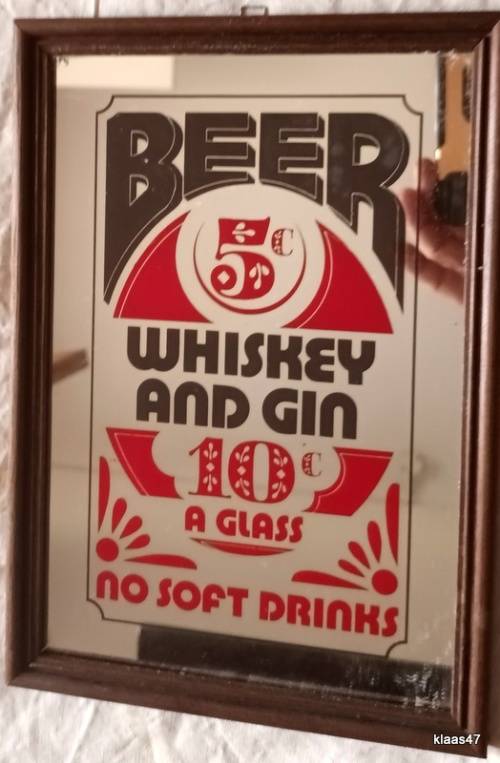 BEER
5¢
WHISKEY
AND GIN
10¢
A GLASS
NO SOFT DRINKS
klaas47